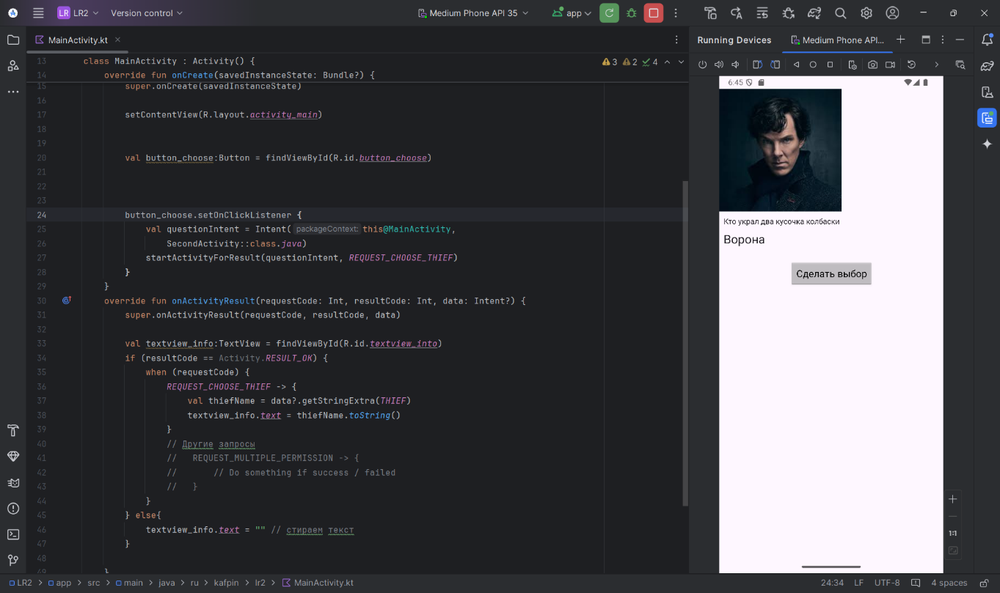 LR LR2 Version control Medium Phone API 35 app
MainActivity.kt
Running Devices Medium Phone API...
3 2 4
13 class MainActivity : Activity() {
14 override fun onCreate(savedInstanceState: Bundle?) {
15 super.onCreate(savedInstanceState)
16
17 setContentView(R.layout.activity_main)
18
19
20 val button_choose:Button = findViewById(R.id.button_choose)
21
22
23
24 button_choose.setOnClickListener {
25 val questionIntent = Intent( packageContext: this@MainActivity,
26 SecondActivity::class.java)
27 startActivityForResult(questionIntent, REQUEST_CHOOSE_THIEF)
28 }
29 }
30 override fun onActivityResult(requestCode: Int, resultCode: Int, data: Intent?) {
31 super.onActivityResult(requestCode, resultCode, data)
32
33 val textview_info:TextView = findViewById(R.id.textview_into)
34 if (resultCode == Activity.RESULT_OK) {
35 when (requestCode) {
36 REQUEST_CHOOSE_THIEF -> {
37 val thiefName = data?.getStringExtra(THIEF)
38 textview_info.text = thiefName.toString()
39 }
40 // Другие запросы
41 // REQUEST_MULTIPLE_PERMISSION -> {
42 // // Do something if success / failed
43 // }
44 }
45 } else{
46 textview_info.text = "" // стираем текст
47 }
48
49 }
6:45
Кто украл два кусочка колбаски
Ворона
Сделать выбор
1:1
LR2 > app > src > main > java > ru > kafpin > lr2 > MainActivity.kt
24:34 LF UTF-8 4 spaces